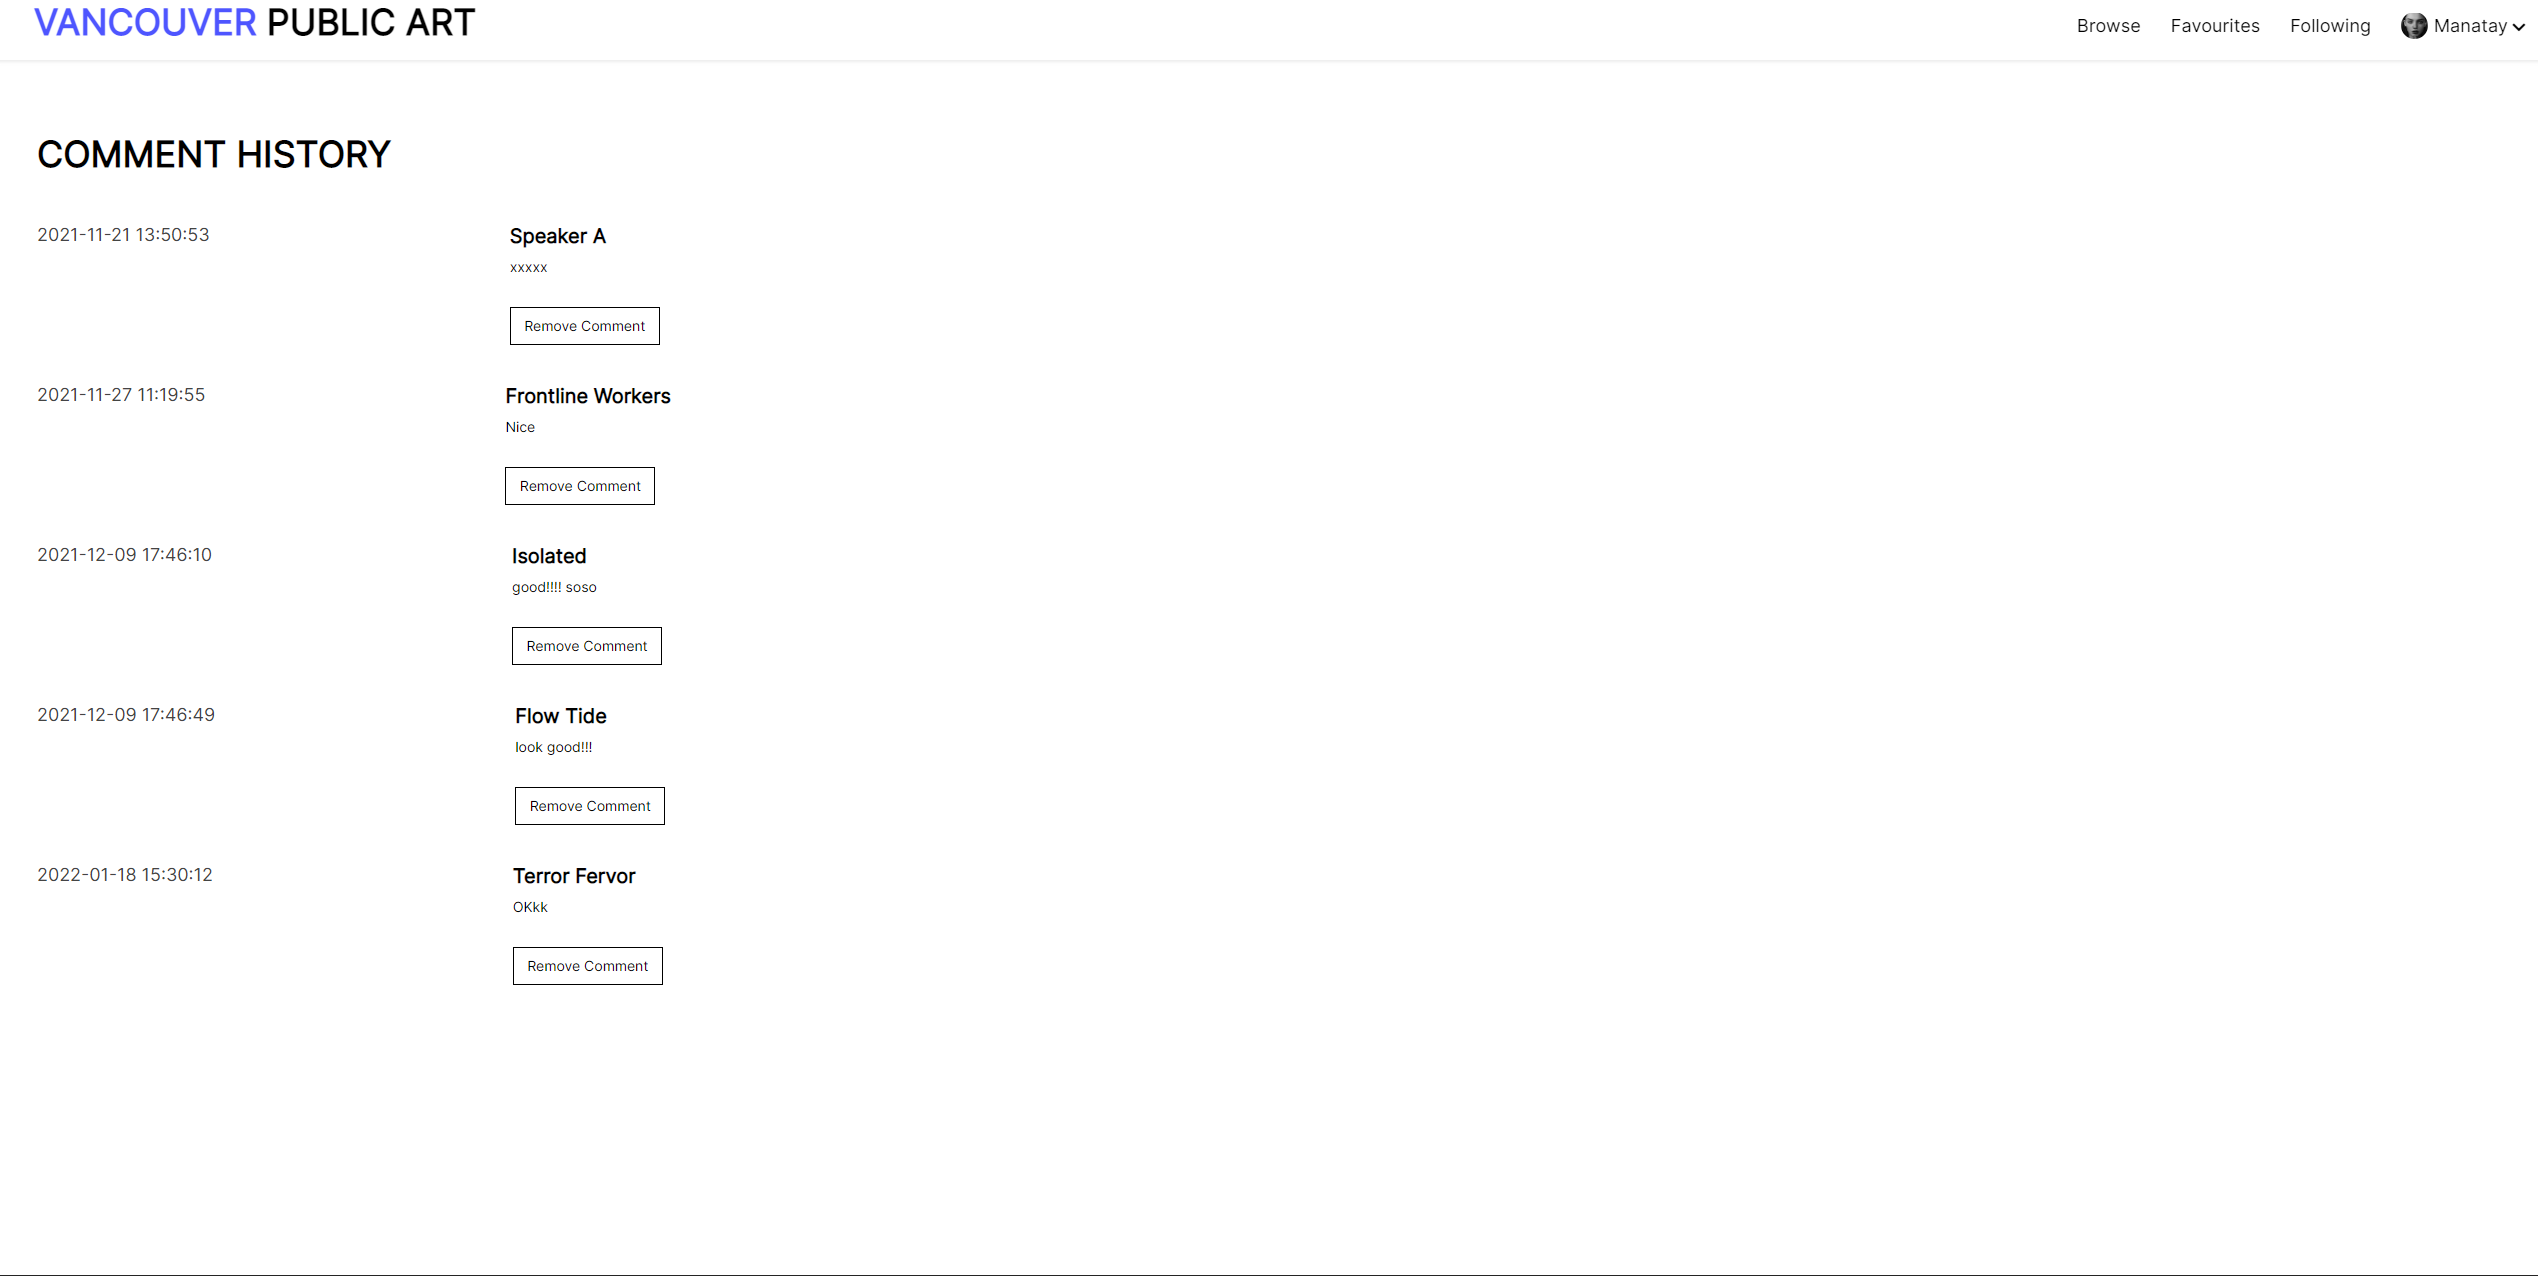 VANCOUVER PUBLIC ART
Browse Favourites Following Manatay
COMMENT HISTORY
2021-11-21 13:50:53 Speaker A
xxxxx
Remove Comment
2021-11-27 11:19:55 Frontline Workers
Nice
Remove Comment
2021-12-09 17:46:10 Isolated
good!!!! soso
Remove Comment
2021-12-09 17:46:49 Flow Tide
look good!!!
Remove Comment
2022-01-18 15:30:12 Terror Fervor
OKkk
Remove Comment